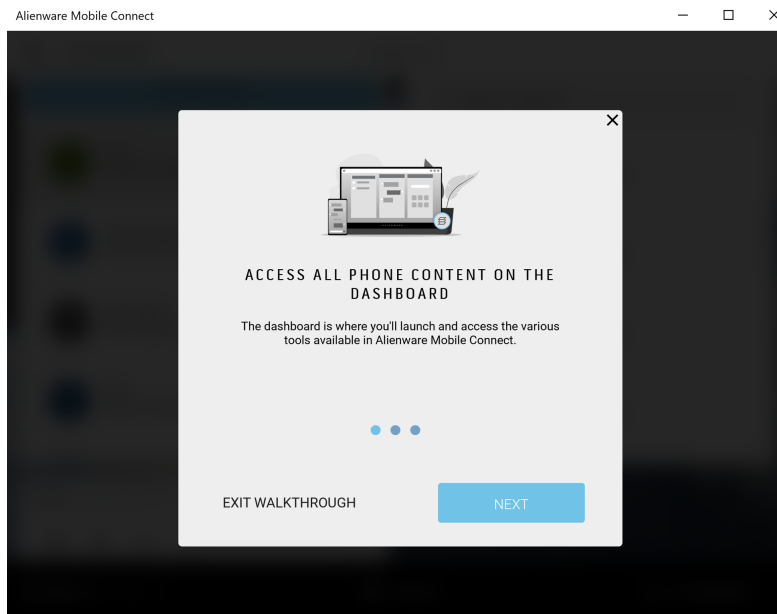 Alienware Mobile Connect
ACCESS ALL PHONE CONTENT ON THE
DASHBOARD
The dashboard is where you'll launch and access the various
tools available in Alienware Mobile Connect.
EXIT WALKTHROUGH
NEXT